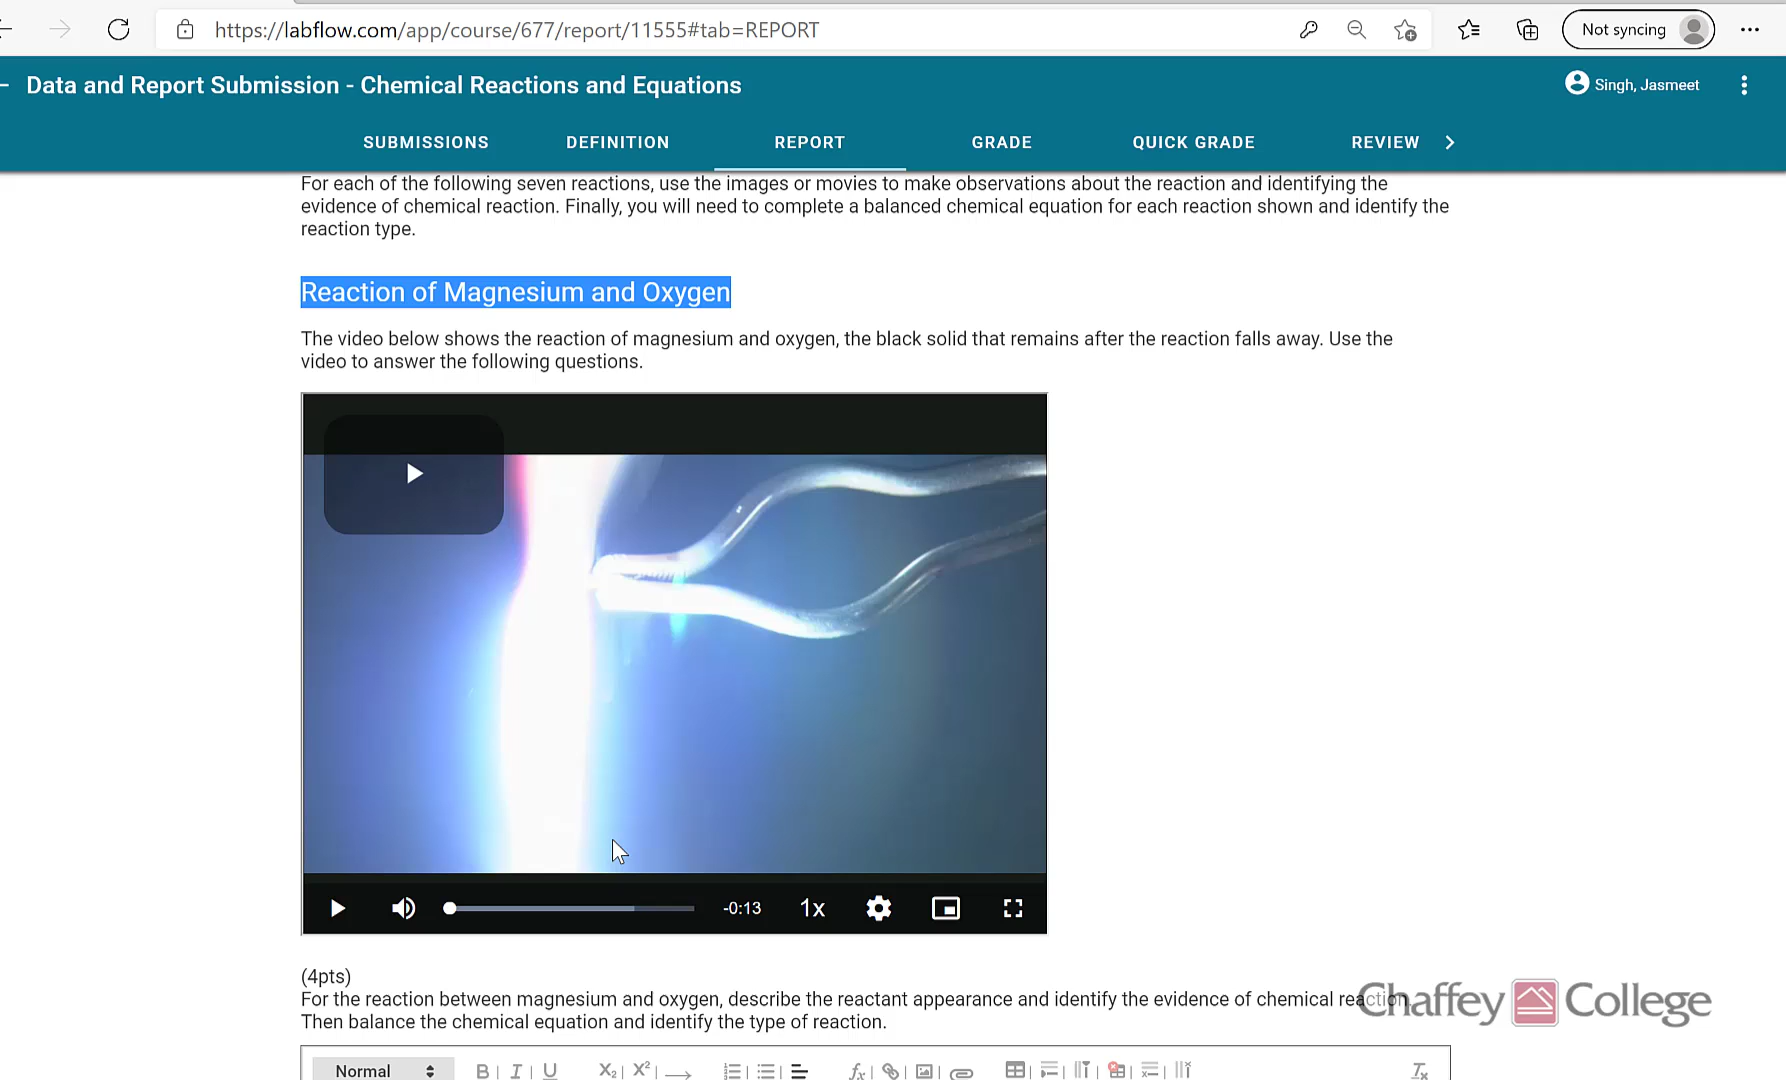 https://labflow.com/app/course/677/report/11555#tab=REPORT
Not syncing
Data and Report Submission - Chemical Reactions and Equations
Singh, Jasmeet
SUBMISSIONS DEFINITION REPORT GRADE QUICK GRADE REVIEW
For each of the following seven reactions, use the images or movies to make observations about the reaction and identifying the
evidence of chemical reaction. Finally, you will need to complete a balanced chemical equation for each reaction shown and identify the
reaction type.
Reaction of Magnesium and Oxygen
The video below shows the reaction of magnesium and oxygen, the black solid that remains after the reaction falls away. Use the
video to answer the following questions.
-0:13 1x
(4pts)
For the reaction between magnesium and oxygen, describe the reactant appearance and identify the evidence of chemical reaction.
Then balance the chemical equation and identify the type of reaction.
Chaffey College
Normal B I U X₂ X² fx Tx